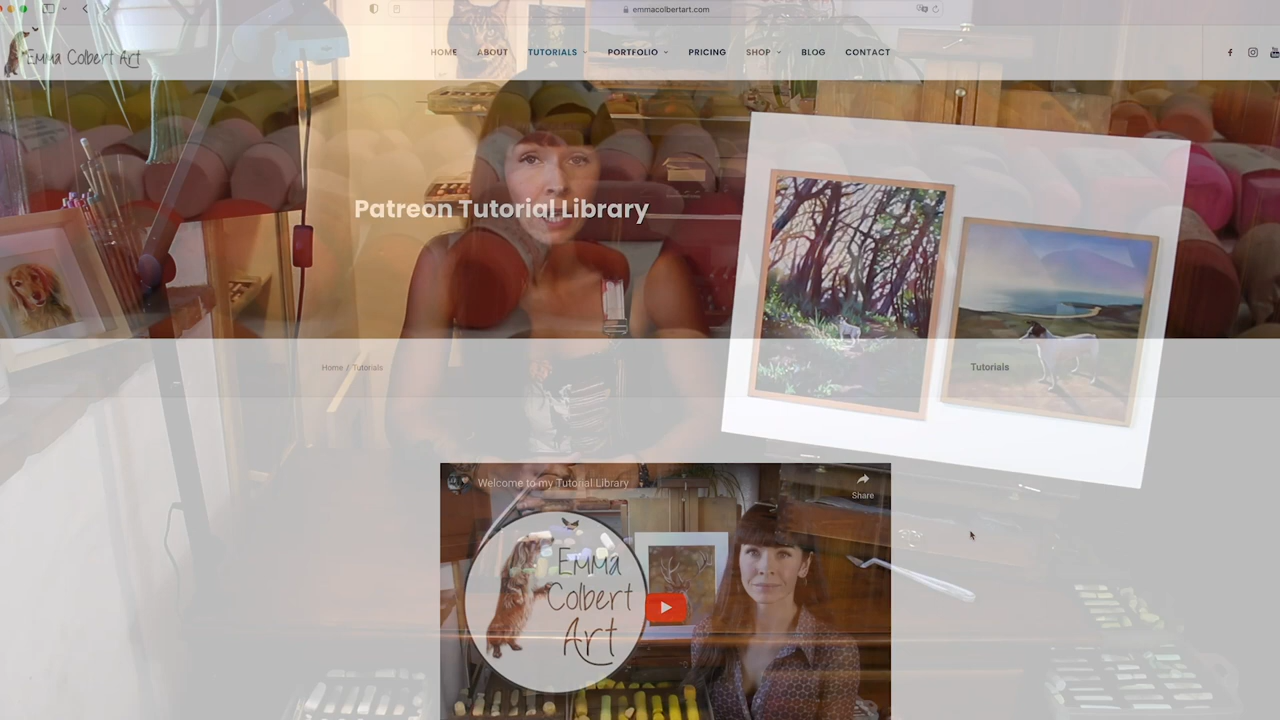 emmacolbertart.com
Emma Colbert Art
HOME ABOUT TUTORIALS PORTFOLIO PRICING SHOP BLOG CONTACT
Patreon Tutorial Library
Home / Tutorials
Tutorials
Welcome to my Tutorial Library
Share
Emma
Colbert
Art